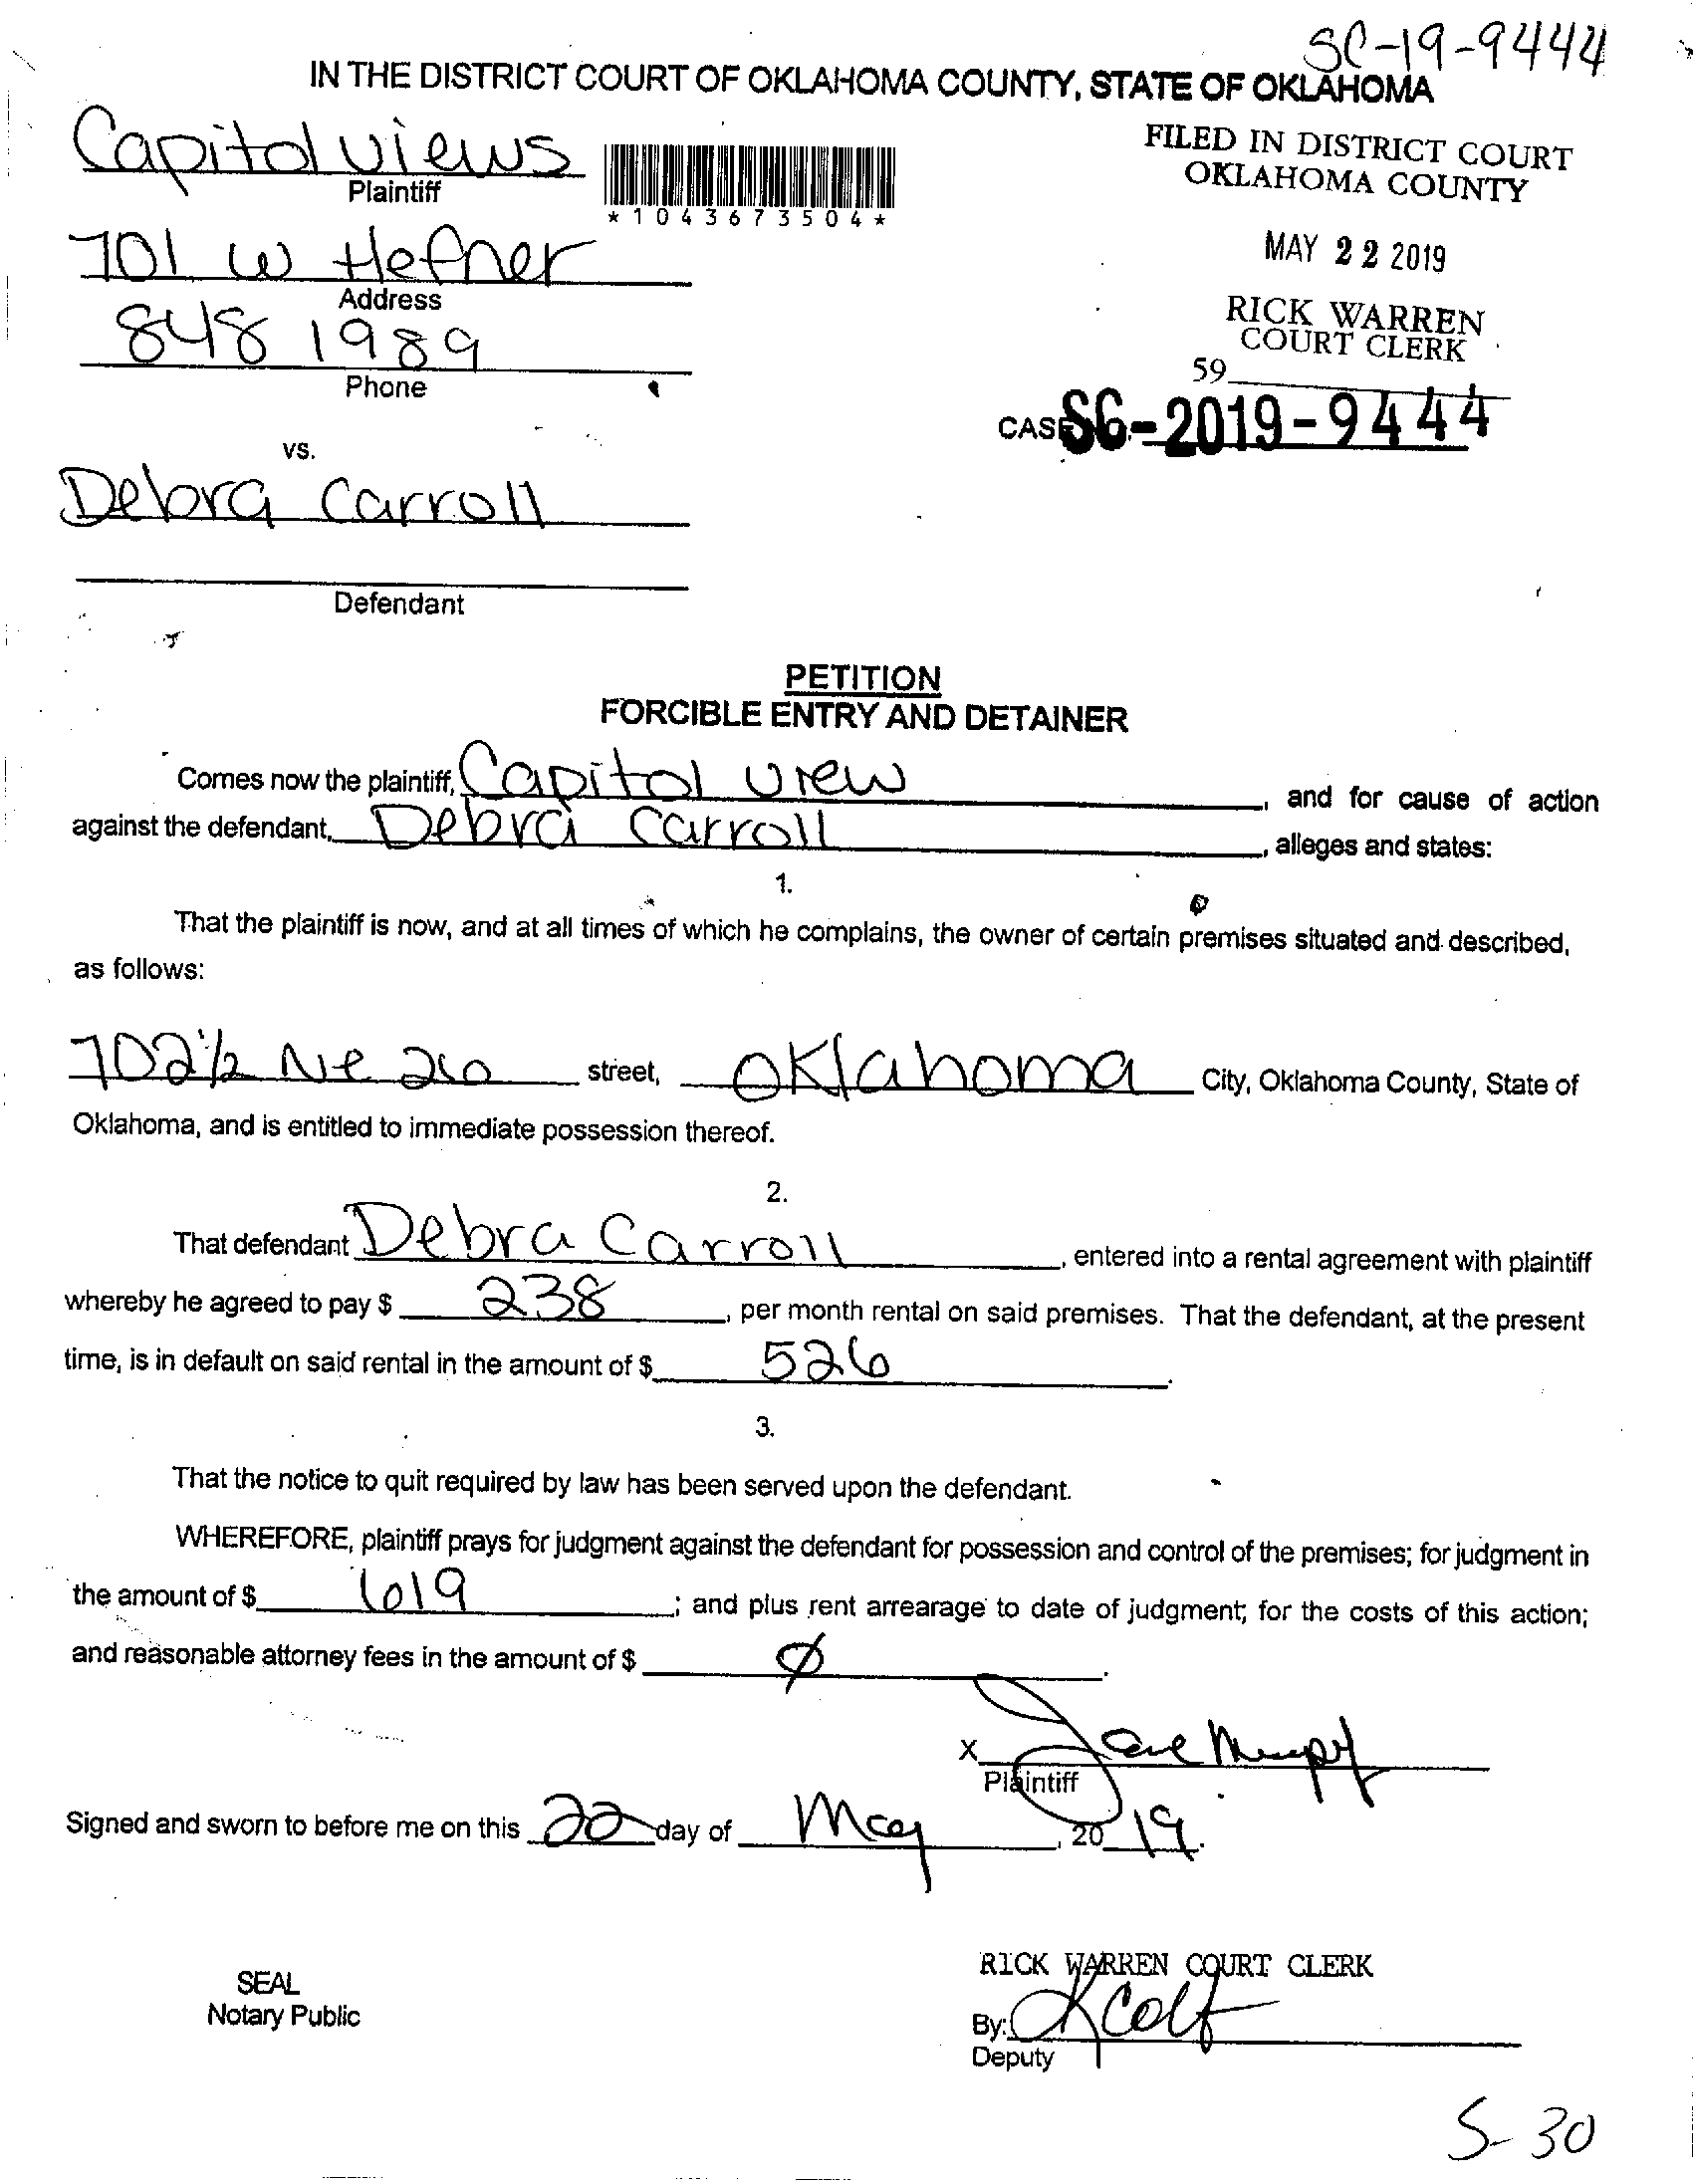 SC-19-9444
IN THE DISTRICT COURT OF OKLAHOMA COUNTY, STATE OF OKLAHOMA
Capitol views
Plaintiff
*1043673504*
FILED IN DISTRICT COURT
OKLAHOMA COUNTY
701 W Hefner
Address
MAY 22 2019
848 1989
Phone
RICK WARREN
COURT CLERK
59
CASE SC-2019-9444
vs.
Debra Carroll
Defendant
PETITION
FORCIBLE ENTRY AND DETAINER
Comes now the plaintiff, Capitol view, and for cause of action
against the defendant, Debra Carroll, alleges and states:
1.
That the plaintiff is now, and at all times of which he complains, the owner of certain premises situated and described,
as follows:
702 1/2 Ne 26 street, Oklahoma City, Oklahoma County, State of
Oklahoma, and is entitled to immediate possession thereof.
2.
That defendant Debra Carroll, entered into a rental agreement with plaintiff
whereby he agreed to pay $ 238, per month rental on said premises. That the defendant, at the present
time, is in default on said rental in the amount of $ 526.
3.
That the notice to quit required by law has been served upon the defendant.
WHEREFORE, plaintiff prays for judgment against the defendant for possession and control of the premises; for judgment in
the amount of $ 619; and plus rent arrearage to date of judgment; for the costs of this action;
and reasonable attorney fees in the amount of $ Ø.
X
Plaintiff
Signed and sworn to before me on this 22 day of May, 20 19.
SEAL
Notary Public
RICK WARREN COURT CLERK
By:
Deputy
5-30